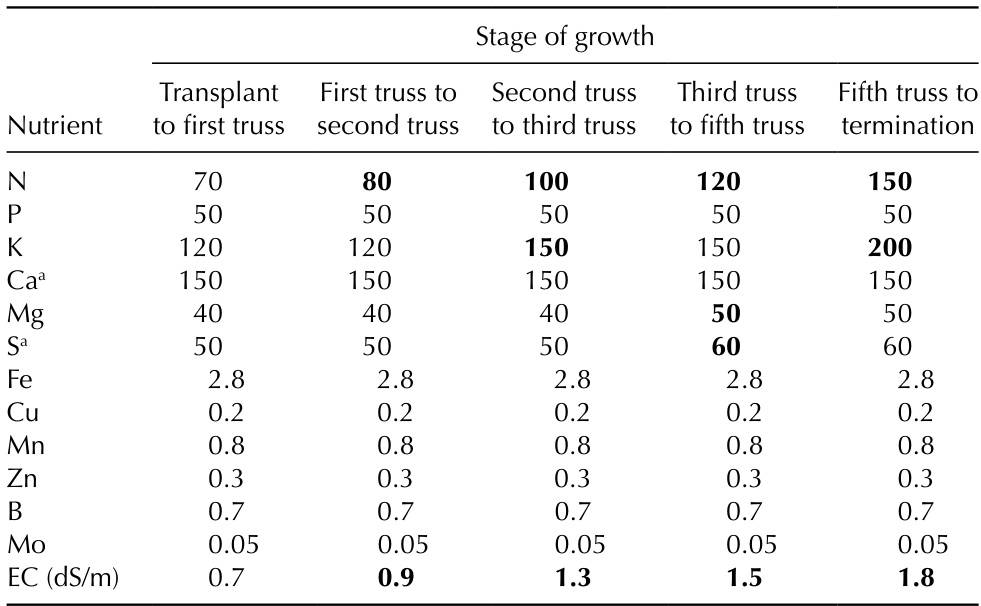 Stage of growth
Transplant First truss to Second truss Third truss Fifth truss to
Nutrient to first truss second truss to third truss to fifth truss termination
N 70 80 100 120 150
P 50 50 50 50 50
K 120 120 150 150 200
Caᵃ 150 150 150 150 150
Mg 40 40 40 50 50
Sᵃ 50 50 50 60 60
Fe 2.8 2.8 2.8 2.8 2.8
Cu 0.2 0.2 0.2 0.2 0.2
Mn 0.8 0.8 0.8 0.8 0.8
Zn 0.3 0.3 0.3 0.3 0.3
B 0.7 0.7 0.7 0.7 0.7
Mo 0.05 0.05 0.05 0.05 0.05
EC (dS/m) 0.7 0.9 1.3 1.5 1.8